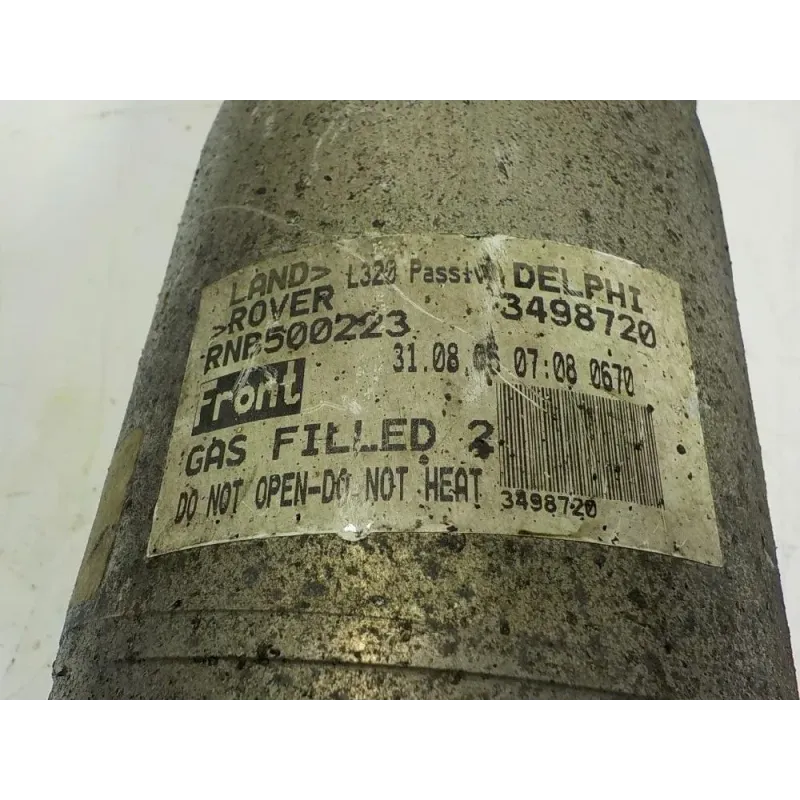 LAND> L320 Passiv DELPHI
>ROVER 3498720
RNB500223 31.08.06 07:08 0670
Front
GAS FILLED 2
DO NOT OPEN-DO NOT HEAT
3498720